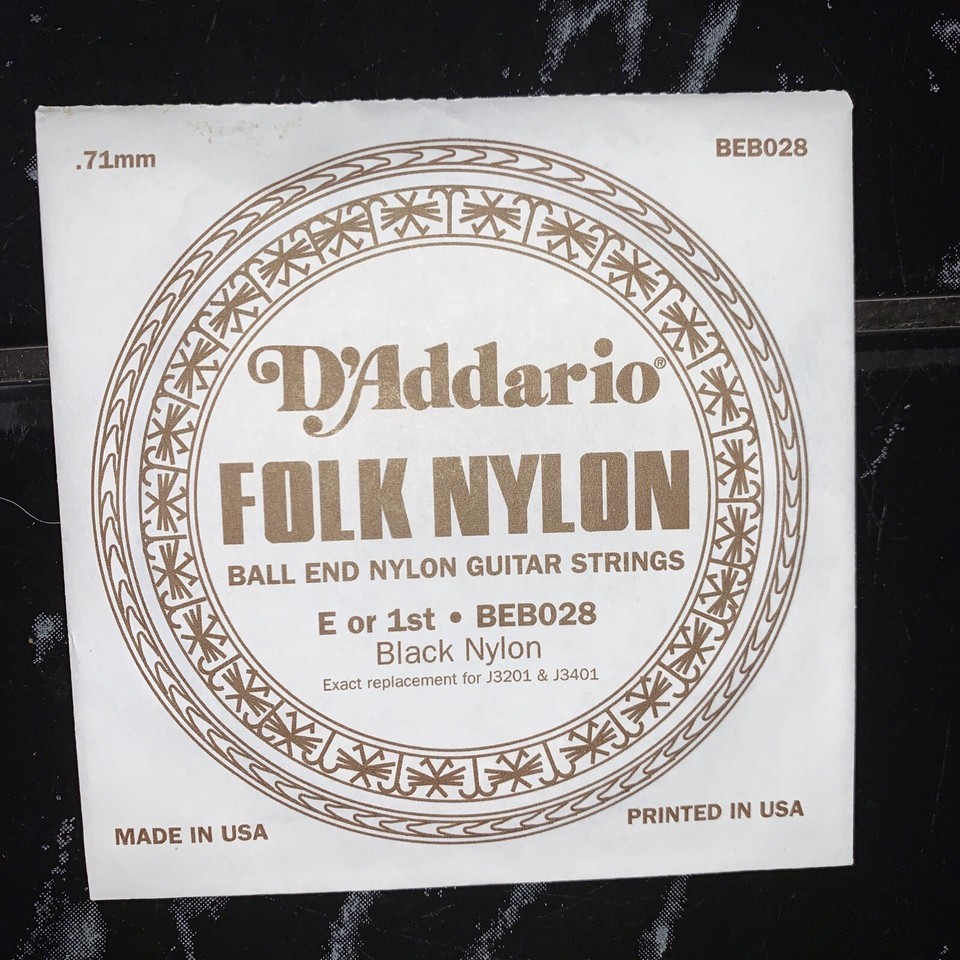 .71mm
BEB028
D'Addario®
FOLK NYLON
BALL END NYLON GUITAR STRINGS
E or 1st • BEB028
Black Nylon
Exact replacement for J3201 & J3401
MADE IN USA
PRINTED IN USA